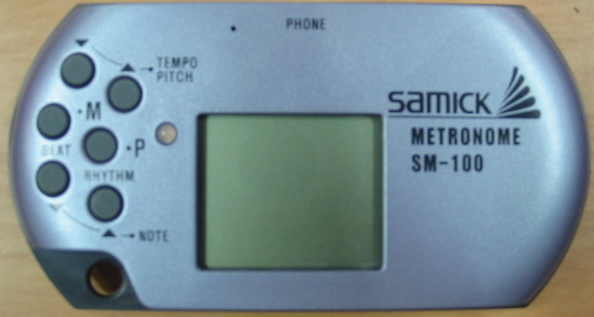 PHONE
TEMPO
PITCH
M
BEAT
P
RHYTHM
NOTE
samick
METRONOME
SM-100